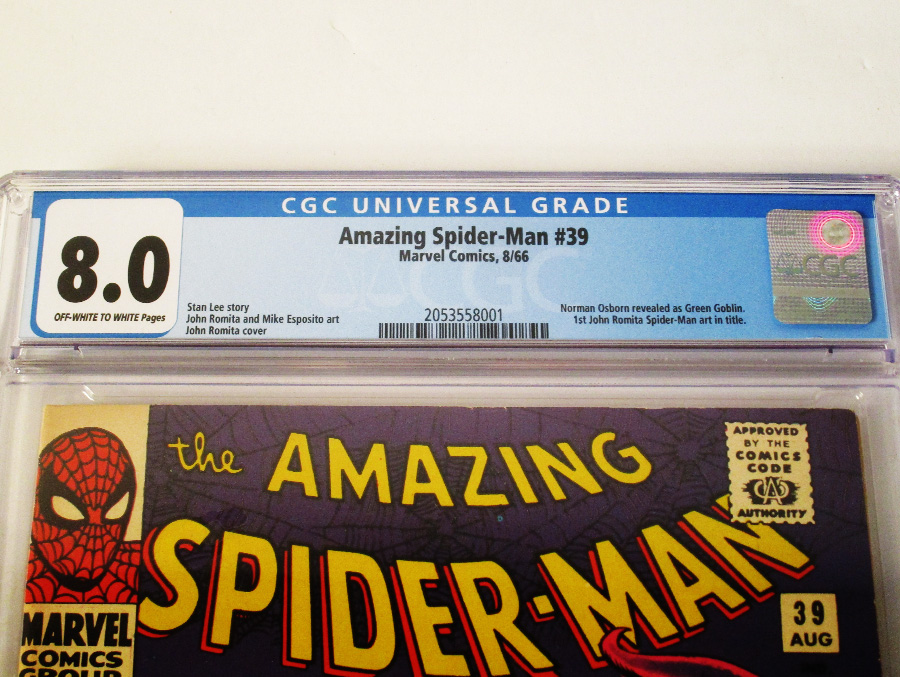 CGC UNIVERSAL GRADE
8.0
OFF-WHITE TO WHITE Pages
Amazing Spider-Man #39
Marvel Comics, 8/66
Stan Lee story
John Romita and Mike Esposito art
John Romita cover
2053558001
Norman Osborn revealed as Green Goblin.
1st John Romita Spider-Man art in title.
CGC
CGC
the AMAZING
SPIDER-MAN
APPROVED
BY THE
COMICS
CODE
CA
AUTHORITY
MARVEL
COMICS
GROUP
39
AUG